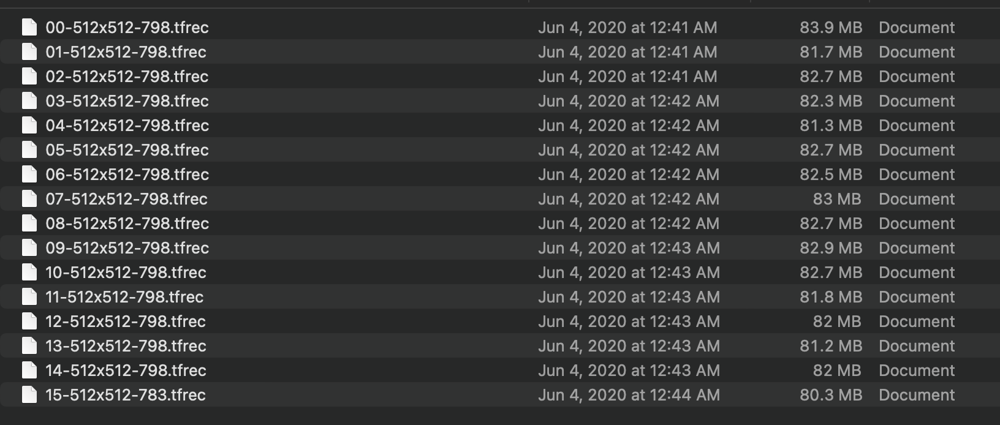 00-512x512-798.tfrec Jun 4, 2020 at 12:41 AM 83.9 MB Document
01-512x512-798.tfrec Jun 4, 2020 at 12:41 AM 81.7 MB Document
02-512x512-798.tfrec Jun 4, 2020 at 12:41 AM 82.7 MB Document
03-512x512-798.tfrec Jun 4, 2020 at 12:42 AM 82.3 MB Document
04-512x512-798.tfrec Jun 4, 2020 at 12:42 AM 81.3 MB Document
05-512x512-798.tfrec Jun 4, 2020 at 12:42 AM 82.7 MB Document
06-512x512-798.tfrec Jun 4, 2020 at 12:42 AM 82.5 MB Document
07-512x512-798.tfrec Jun 4, 2020 at 12:42 AM 83 MB Document
08-512x512-798.tfrec Jun 4, 2020 at 12:42 AM 82.7 MB Document
09-512x512-798.tfrec Jun 4, 2020 at 12:43 AM 82.9 MB Document
10-512x512-798.tfrec Jun 4, 2020 at 12:43 AM 82.7 MB Document
11-512x512-798.tfrec Jun 4, 2020 at 12:43 AM 81.8 MB Document
12-512x512-798.tfrec Jun 4, 2020 at 12:43 AM 82 MB Document
13-512x512-798.tfrec Jun 4, 2020 at 12:43 AM 81.2 MB Document
14-512x512-798.tfrec Jun 4, 2020 at 12:43 AM 82 MB Document
15-512x512-783.tfrec Jun 4, 2020 at 12:44 AM 80.3 MB Document